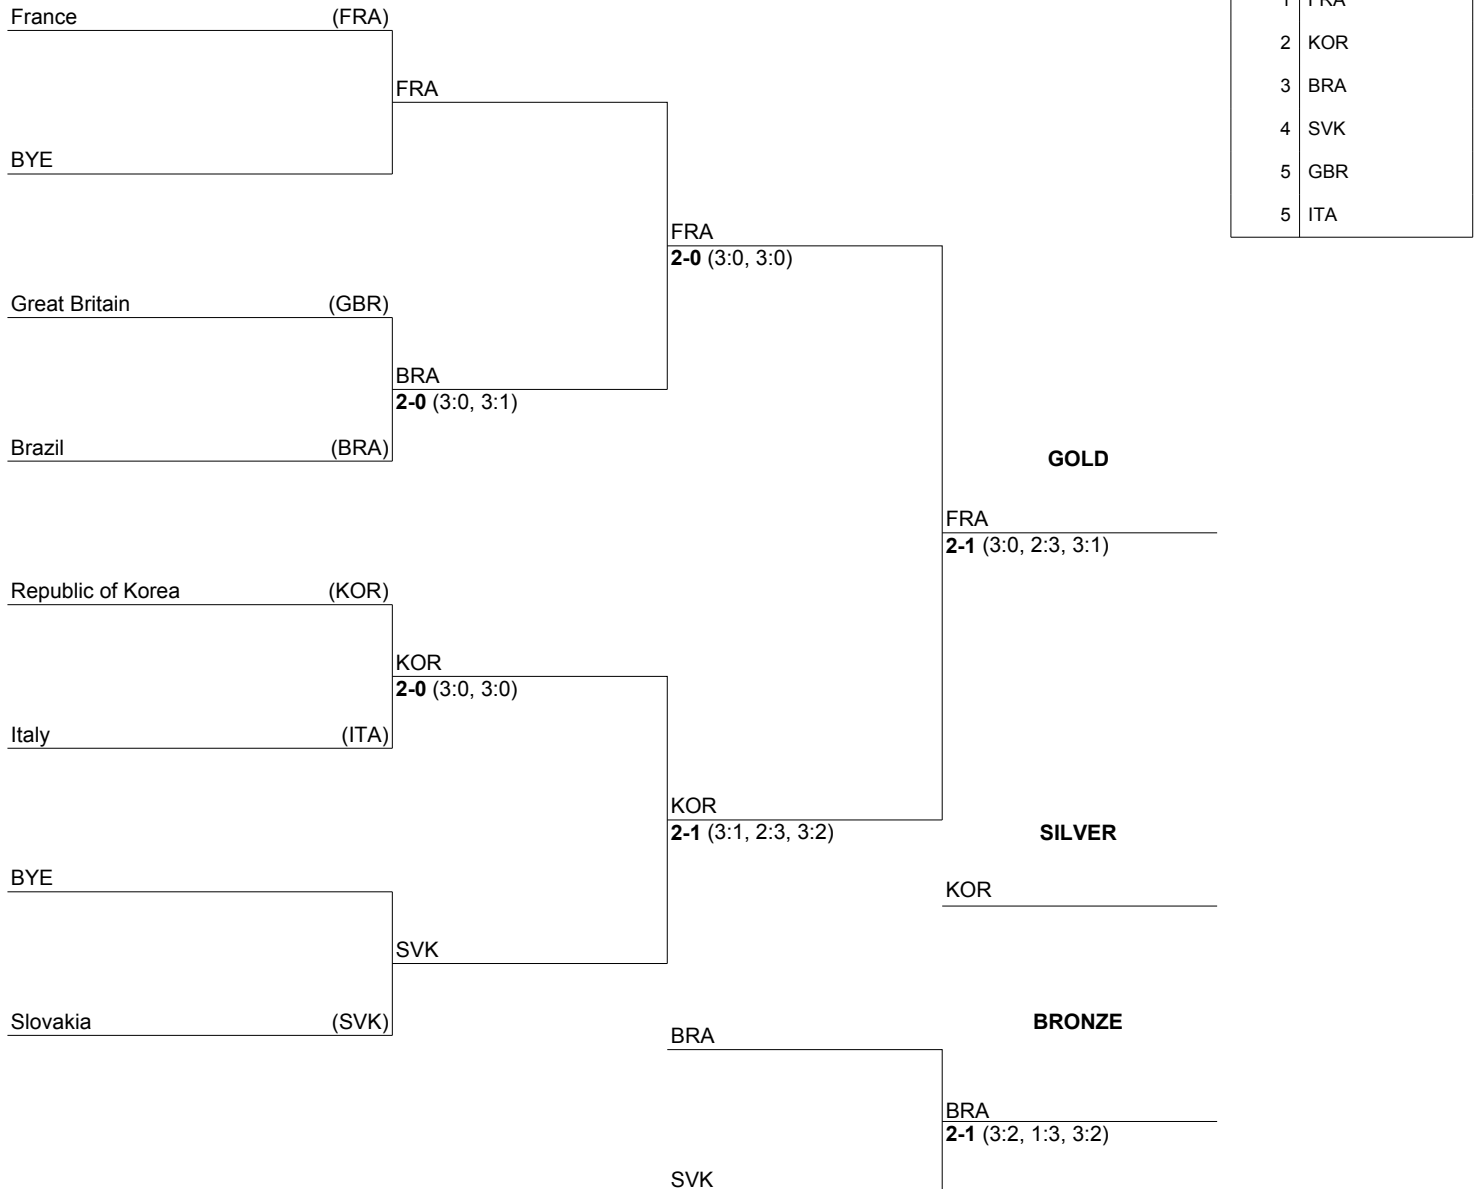 France (FRA)
1 FRA
2 KOR
3 BRA
4 SVK
5 GBR
5 ITA
FRA
BYE
FRA
2-0 (3:0, 3:0)
Great Britain (GBR)
BRA
2-0 (3:0, 3:1)
Brazil (BRA)
GOLD
FRA
2-1 (3:0, 2:3, 3:1)
Republic of Korea (KOR)
KOR
2-0 (3:0, 3:0)
Italy (ITA)
KOR
2-1 (3:1, 2:3, 3:2)
SILVER
BYE
KOR
SVK
Slovakia (SVK)
BRONZE
BRA
BRA
2-1 (3:2, 1:3, 3:2)
SVK